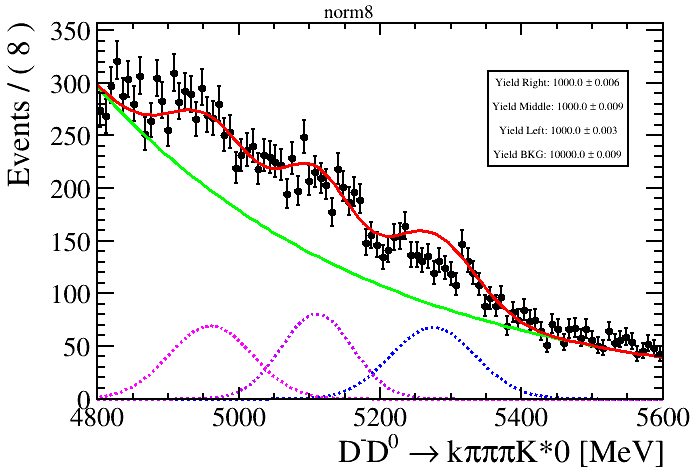 norm8
Events / ( 8 )
350
300
250
200
150
100
50
0
Yield Right: 1000.0 ± 0.006
Yield Middle: 1000.0 ± 0.009
Yield Left: 1000.0 ± 0.003
Yield BKG: 10000.0 ± 0.009
4800 5000 5200 5400 5600
D⁻D⁰ → kπππK*0 [MeV]